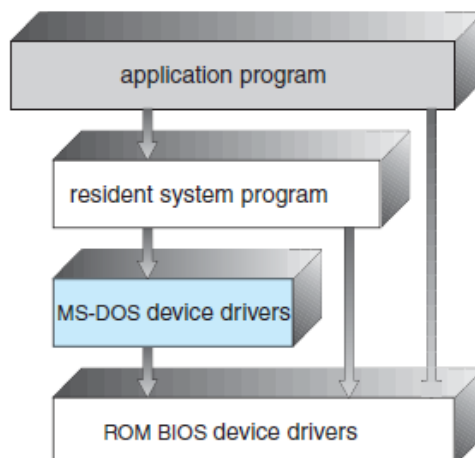 application program
resident system program
MS-DOS device drivers
ROM BIOS device drivers